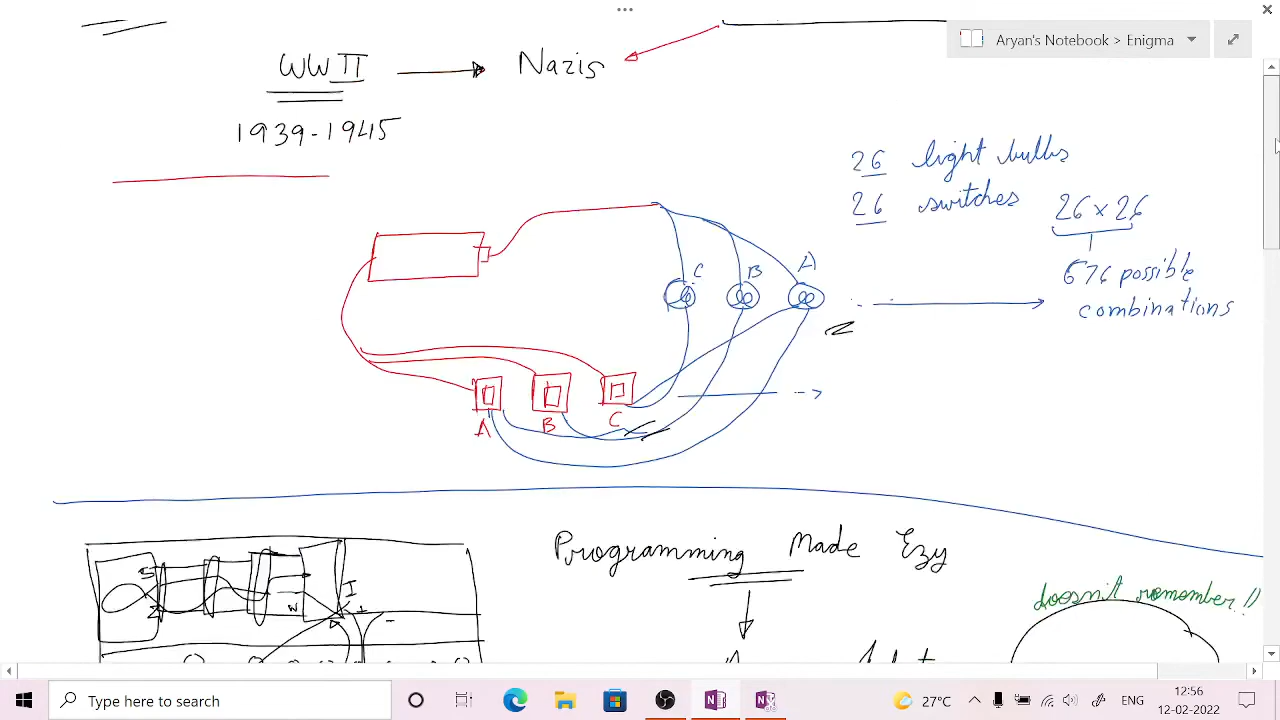 Aryan's Notebook > Enigma
WW II
Nazis
1939-1945
26 light bulbs
26 switches
26 x 26
676 possible
combinations
C
B
A
A
B
C
Programming Made Ezy
doesn't remember!!
S
I
W
Type here to search
27°C
ENG
12:56
12-02-2022